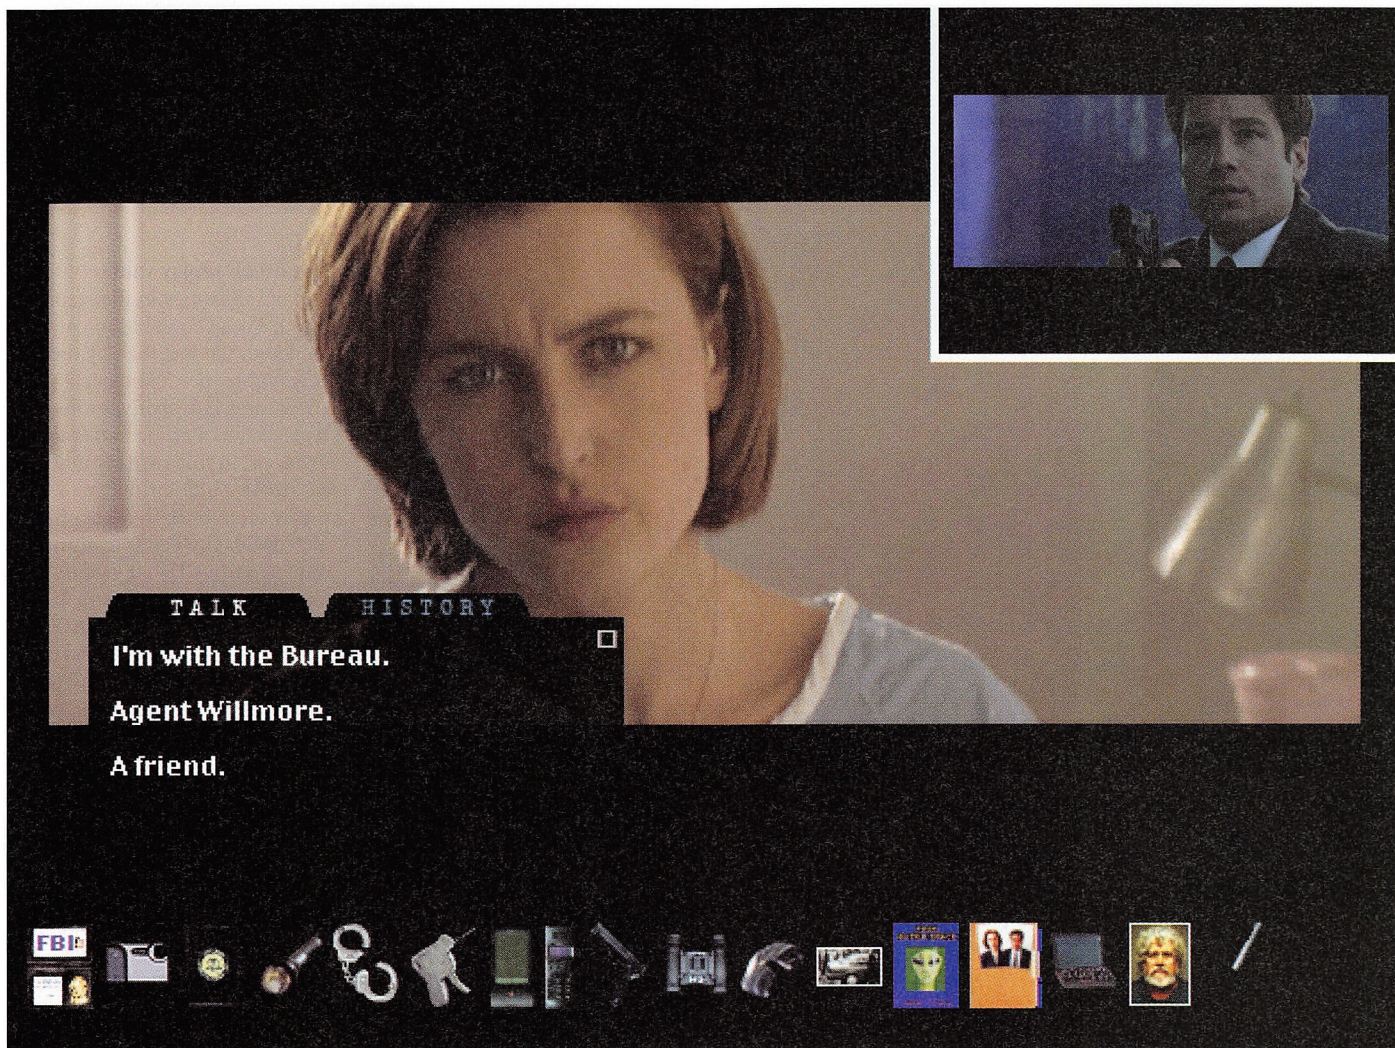 TALK HISTORY
I'm with the Bureau.
Agent Willmore.
A friend.
FBI